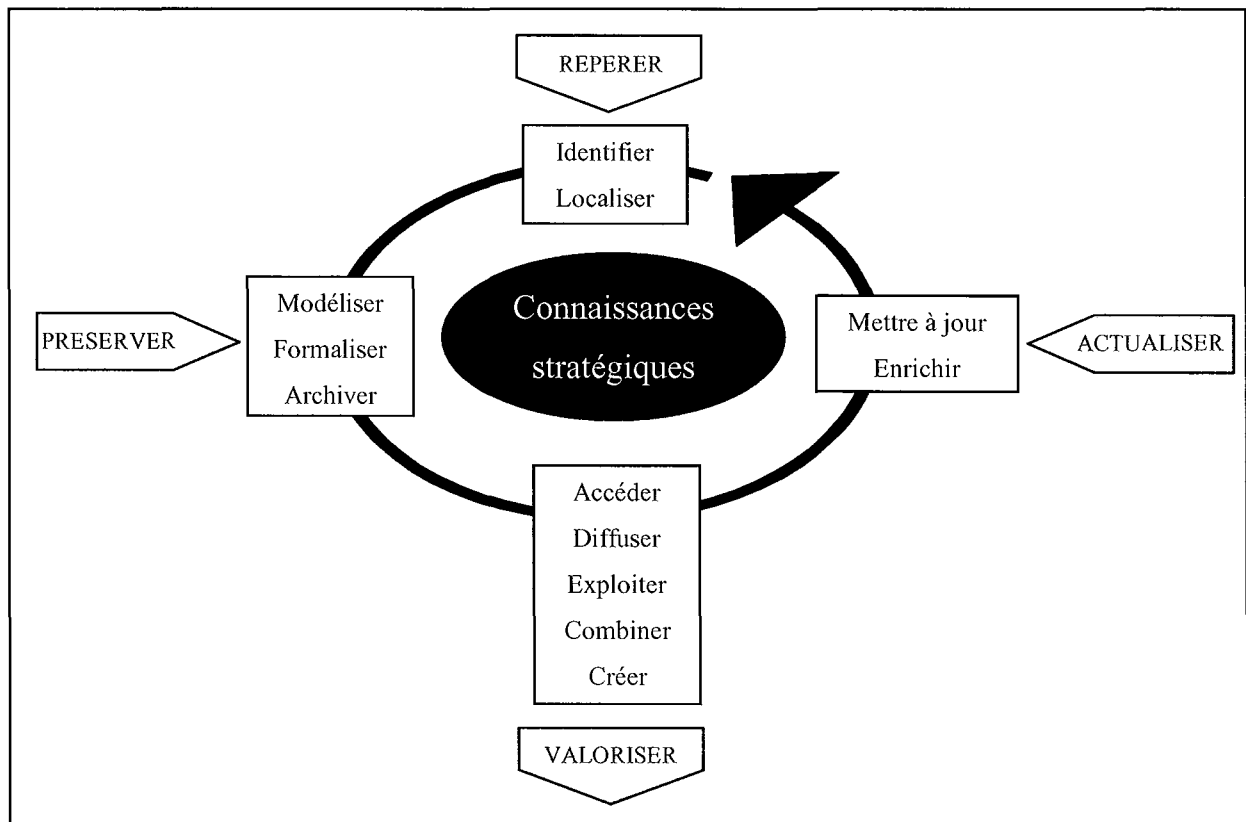 REPERER
Identifier
Localiser
PRESERVER
Modéliser
Formaliser
Archiver
Connaissances
stratégiques
Mettre à jour
Enrichir
ACTUALISER
Accéder
Diffuser
Exploiter
Combiner
Créer
VALORISER